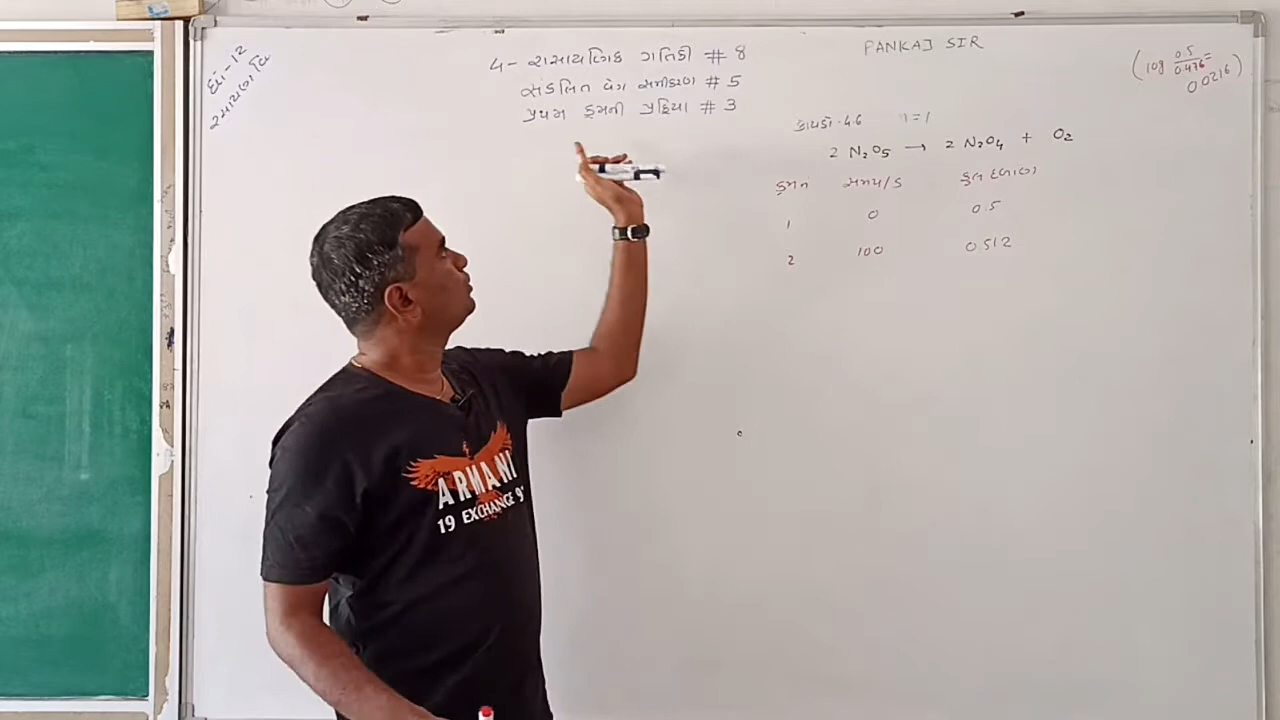 ધો-12
રસાયણ વિ
4- રાસાયણિક ગતિકી # 8
સંકલિત વેગ સમીકરણ # 5
પ્રથમ ક્રમની પ્રક્રિયા # 3
PANKAJ SIR
(log 0.5/0.476 = 0.0216)
દાખલો-4.6
2 N₂O₅ → 2 N₂O₄ + O₂
ક્રમનં સમય/S કુલ દબાણ
1 0 0.5
2 100 0.512
ARMANI
19 EXCHANGE 9